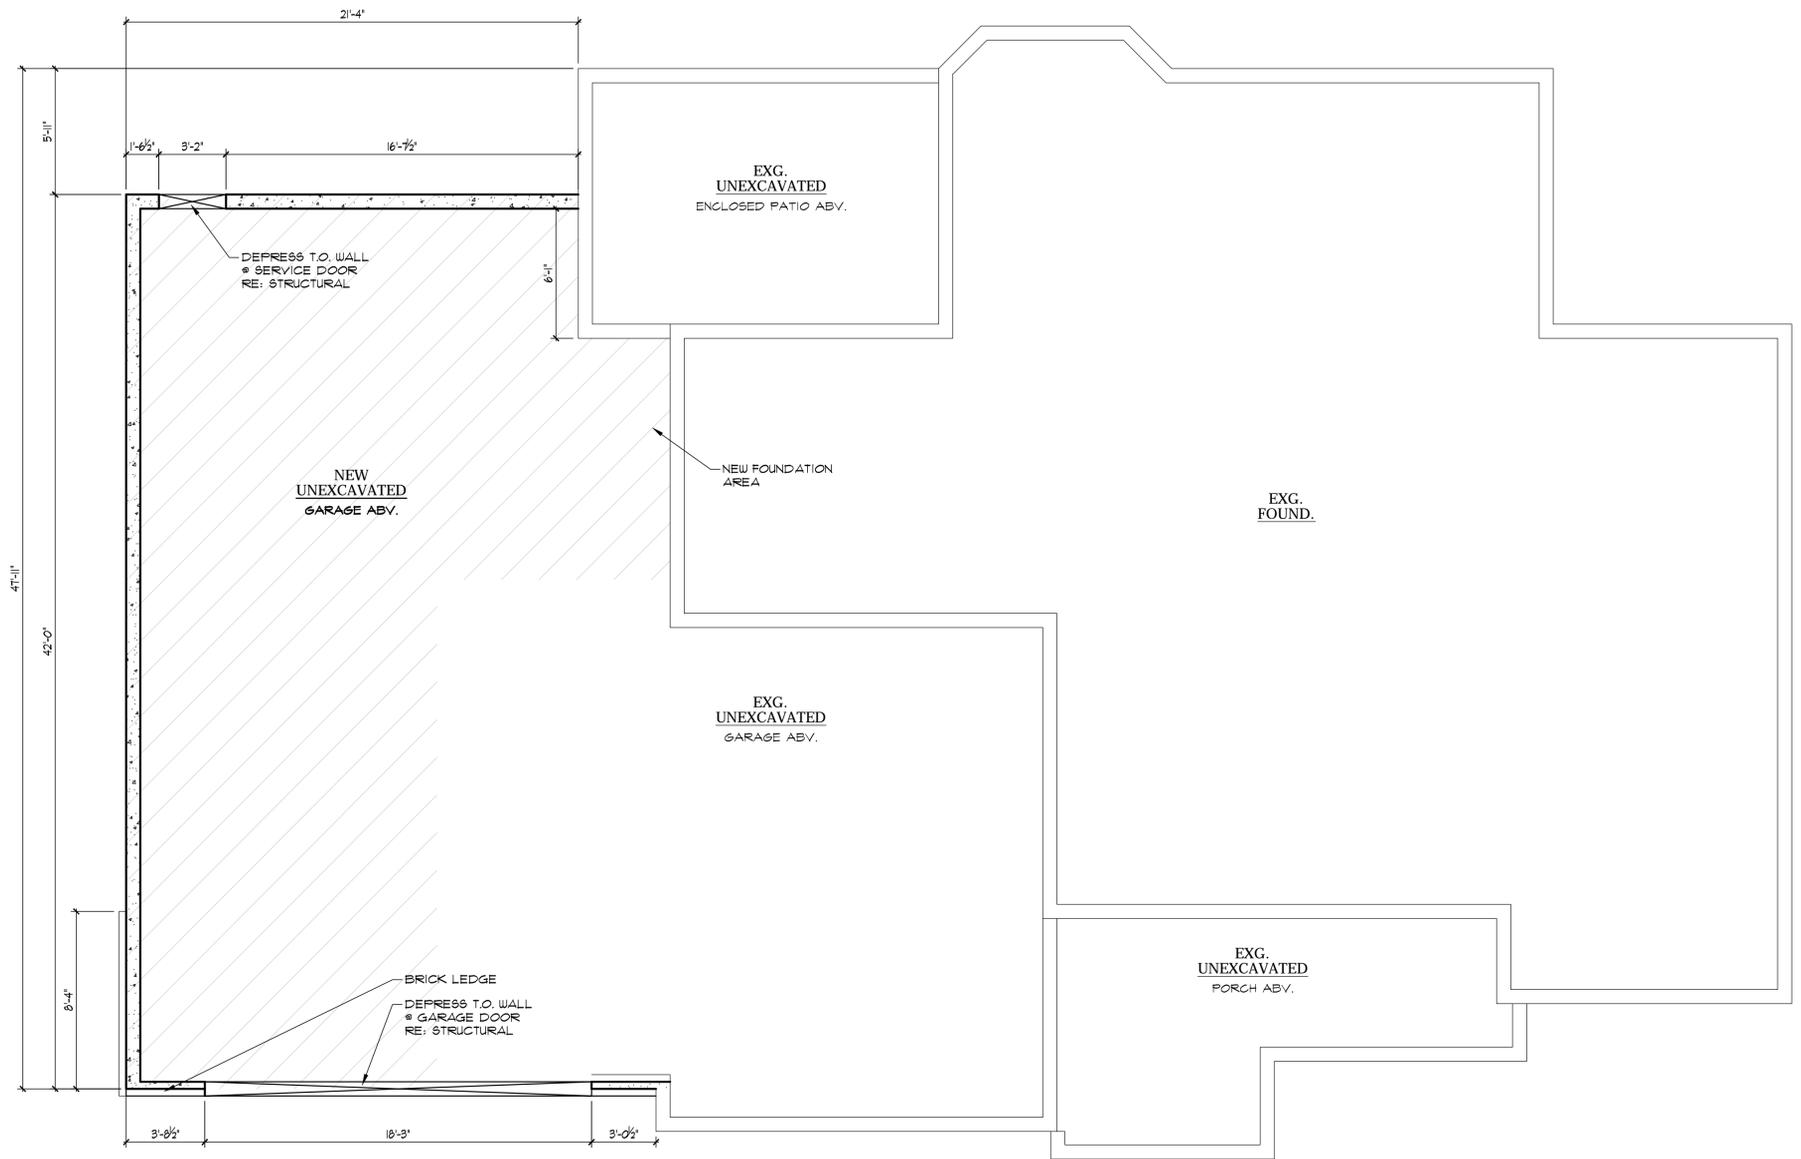 21'-4"
5'-11"
1'-6½"
3'-2"
16'-7½"
EXG.
UNEXCAVATED
ENCLOSED PATIO ABV.
DEPRESS T.O. WALL
@ SERVICE DOOR
RE: STRUCTURAL
6'-1"
NEW FOUNDATION
AREA
NEW
UNEXCAVATED
GARAGE ABV.
EXG.
FOUND.
47'-11"
42'-0"
EXG.
UNEXCAVATED
GARAGE ABV.
EXG.
UNEXCAVATED
PORCH ABV.
8'-4"
BRICK LEDGE
DEPRESS T.O. WALL
@ GARAGE DOOR
RE: STRUCTURAL
3'-8½"
18'-3"
3'-0½"